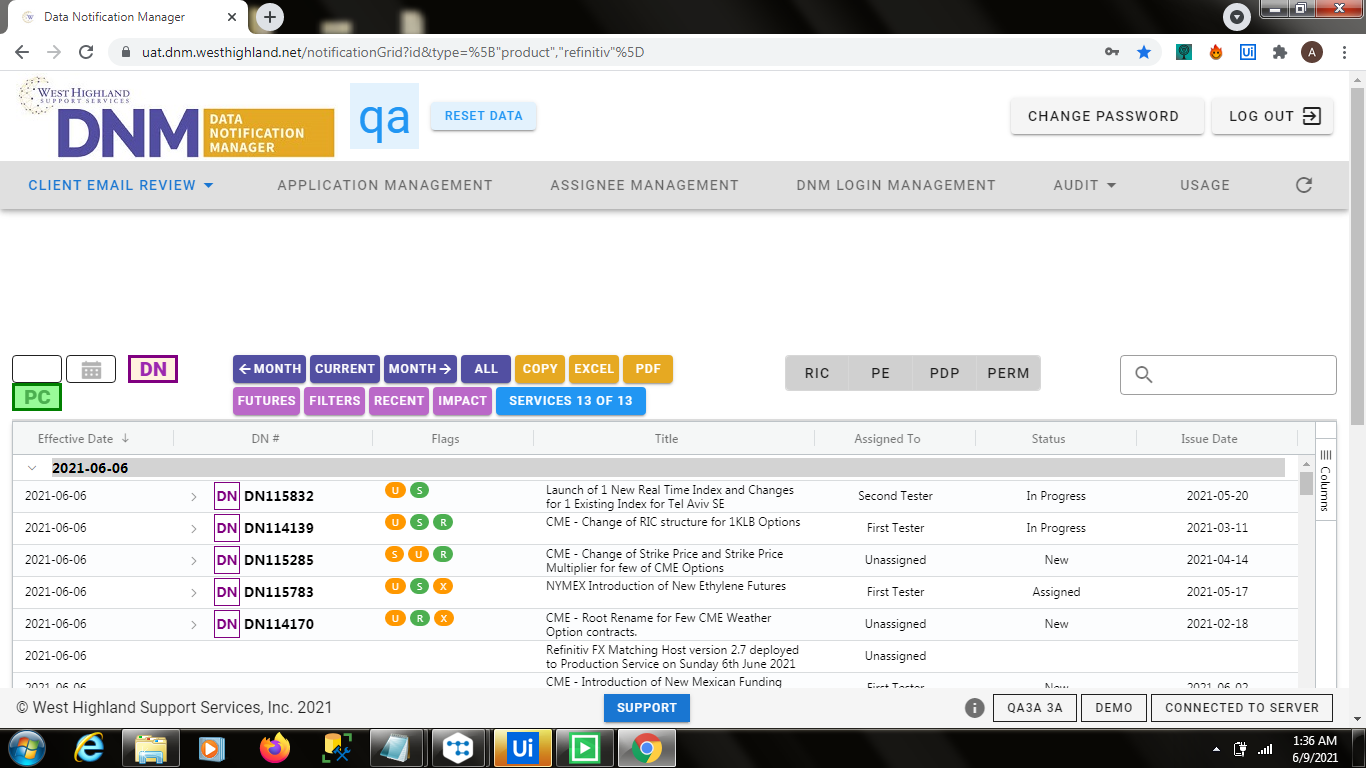 Data Notification Manager
uat.dnm.westhighland.net/notificationGrid?id&type=%5B"product","refinitiv"%5D
Ui
A
WEST HIGHLAND
SUPPORT SERVICES
DNM DATA NOTIFICATION MANAGER
qa
RESET DATA
CHANGE PASSWORD
LOG OUT
CLIENT EMAIL REVIEW
APPLICATION MANAGEMENT
ASSIGNEE MANAGEMENT
DNM LOGIN MANAGEMENT
AUDIT
USAGE
DN
PC
MONTH
CURRENT
MONTH
ALL
COPY
EXCEL
PDF
FUTURES
FILTERS
RECENT
IMPACT
SERVICES 13 OF 13
RIC
PE
PDP
PERM
Effective Date
DN #
Flags
Title
Assigned To
Status
Issue Date
Columns
2021-06-06
2021-06-06 DN DN115832 U S Launch of 1 New Real Time Index and Changes Second Tester In Progress 2021-05-20
for 1 Existing Index for Tel Aviv SE
2021-06-06 DN DN114139 U S R CME - Change of RIC structure for 1KLB Options First Tester In Progress 2021-03-11
2021-06-06 DN DN115285 S U R CME - Change of Strike Price and Strike Price Unassigned New 2021-04-14
Multiplier for few of CME Options
2021-06-06 DN DN115783 U S X NYMEX Introduction of New Ethylene Futures First Tester Assigned 2021-05-17
2021-06-06 DN DN114170 U R X CME - Root Rename for Few CME Weather Unassigned New 2021-02-18
Option contracts.
2021-06-06 Refinitiv FX Matching Host version 2.7 deployed Unassigned
to Production Service on Sunday 6th June 2021
2021-06-06 CME - Introduction of New Mexican Funding First Tester New 2021-06-02
© West Highland Support Services, Inc. 2021
SUPPORT
QA3A 3A
DEMO
CONNECTED TO SERVER
Ui
1:36 AM
6/9/2021